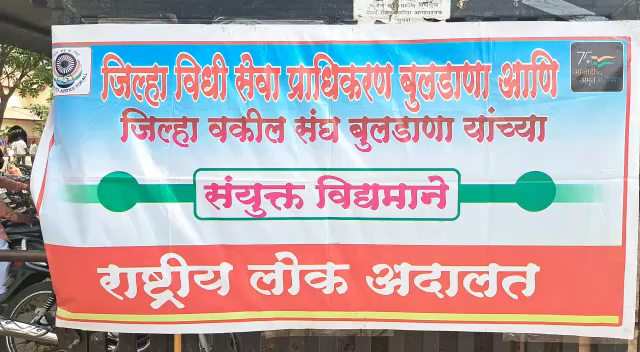 जिल्हा विधी सेवा प्राधिकरण बुलडाणा आणि
जिल्हा वकील संघ बुलडाणा यांच्या
संयुक्त विद्यमाने
राष्ट्रीय लोक अदालत